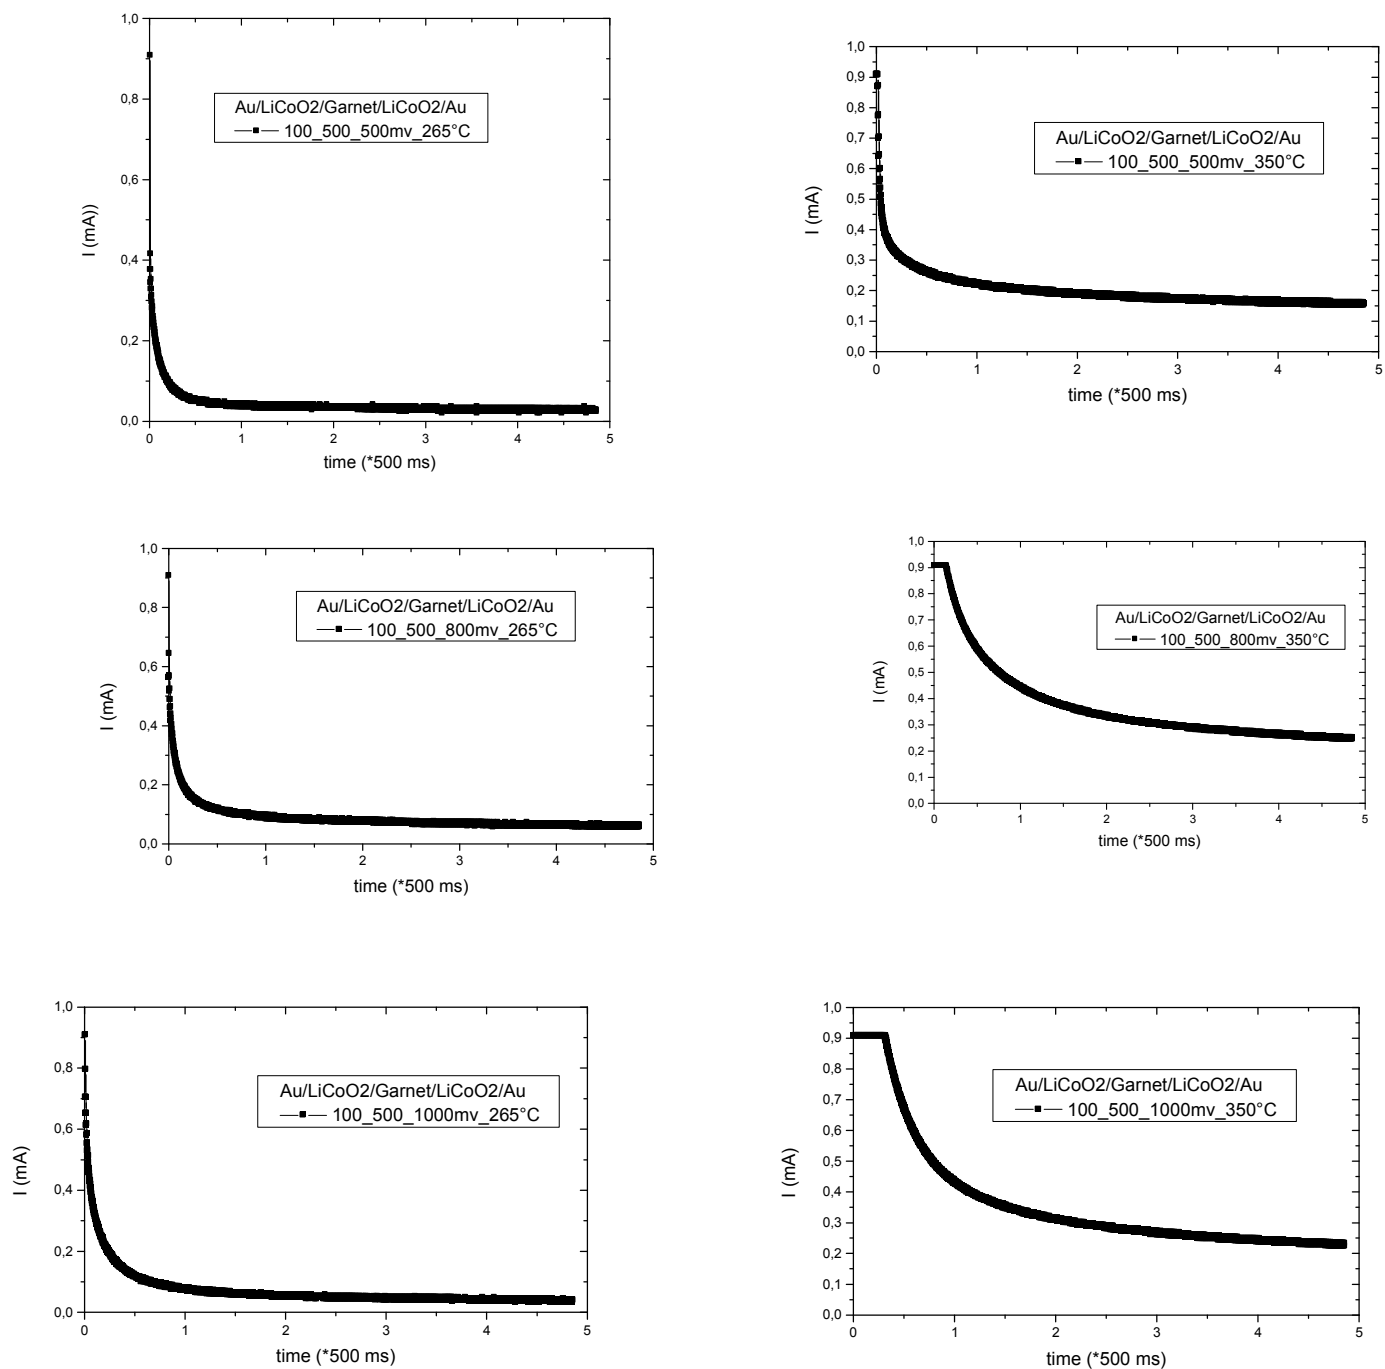 1,0
0,8
0,6
0,4
0,2
0,0
I (mA))
Au/LiCoO2/Garnet/LiCoO2/Au
100_500_500mv_265°C
0 1 2 3 4 5
time (*500 ms)
1,0
0,9
0,8
0,7
0,6
0,5
0,4
0,3
0,2
0,1
0,0
I (mA)
Au/LiCoO2/Garnet/LiCoO2/Au
100_500_500mv_350°C
0 1 2 3 4 5
time (*500 ms)
1,0
0,8
0,6
0,4
0,2
0,0
I (mA)
Au/LiCoO2/Garnet/LiCoO2/Au
100_500_800mv_265°C
0 1 2 3 4 5
time (*500 ms)
1,0
0,9
0,8
0,7
0,6
0,5
0,4
0,3
0,2
0,1
0,0
I (mA)
Au/LiCoO2/Garnet/LiCoO2/Au
100_500_800mv_350°C
0 1 2 3 4 5
time (*500 ms)
1,0
0,8
0,6
0,4
0,2
0,0
I (mA)
Au/LiCoO2/Garnet/LiCoO2/Au
100_500_1000mv_265°C
0 1 2 3 4 5
time (*500 ms)
1,0
0,9
0,8
0,7
0,6
0,5
0,4
0,3
0,2
0,1
0,0
I (mA)
Au/LiCoO2/Garnet/LiCoO2/Au
100_500_1000mv_350°C
0 1 2 3 4 5
time (*500 ms)